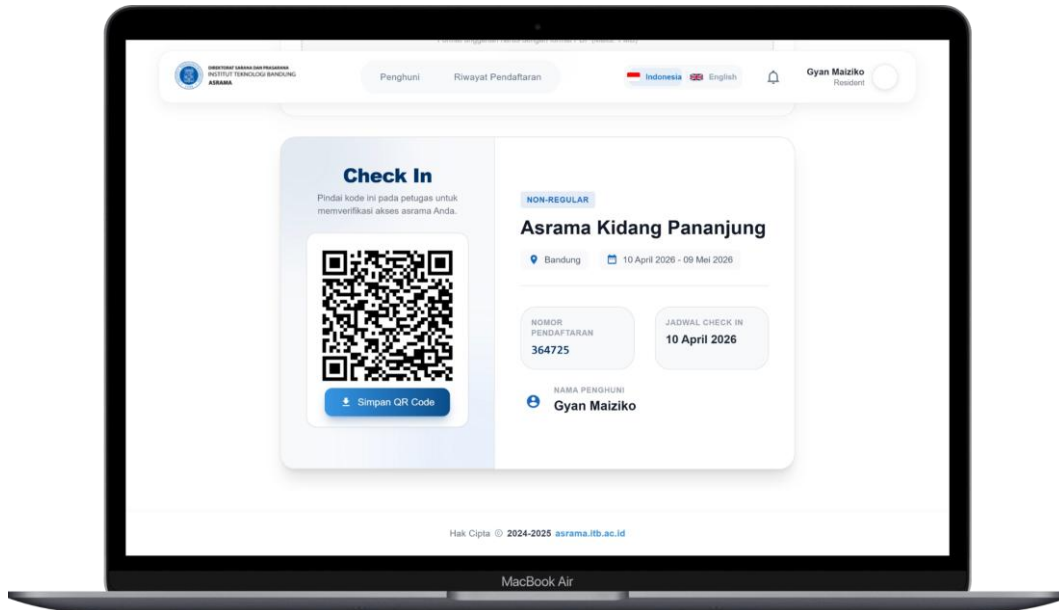 DIREKTORAT SARANA DAN PRASARANA
INSTITUT TEKNOLOGI BANDUNG
ASRAMA
Penghuni
Riwayat Pendaftaran
Indonesia
English
Gyan Maiziko
Resident
Check In
Pindai kode ini pada petugas untuk
memverifikasi akses asrama Anda.
Simpan QR Code
NON-REGULAR
Asrama Kidang Pananjung
Bandung
10 April 2026 - 09 Mei 2026
NOMOR
PENDAFTARAN
364725
JADWAL CHECK IN
10 April 2026
NAMA PENGHUNI
Gyan Maiziko
Hak Cipta © 2024-2025 asrama.itb.ac.id
MacBook Air